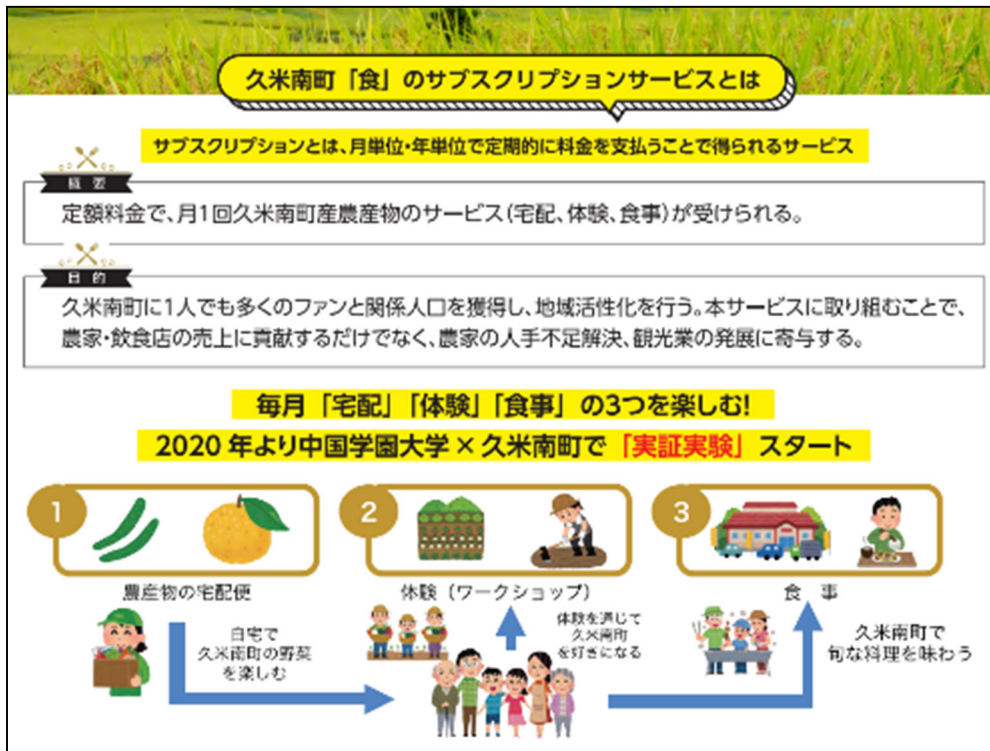 久米南町「食」のサブスクリプションサービスとは
サブスクリプションとは、月単位・年単位で定期的に料金を支払うことで得られるサービス
概要
定額料金で、月1回久米南町産農産物のサービス(宅配、体験、食事)が受けられる。
目的
久米南町に1人でも多くのファンと関係人口を獲得し、地域活性化を行う。本サービスに取り組むことで、
農家・飲食店の売上に貢献するだけでなく、農家の人手不足解決、観光業の発展に寄与する。
毎月「宅配」「体験」「食事」の3つを楽しむ!
2020年より中国学園大学×久米南町で「実証実験」スタート
1
農産物の宅配便
2
体験(ワークショップ)
3
食事
自宅で
久米南町の野菜
を楽しむ
体験を通じて
久米南町
を好きになる
久米南町で
旬な料理を味わう